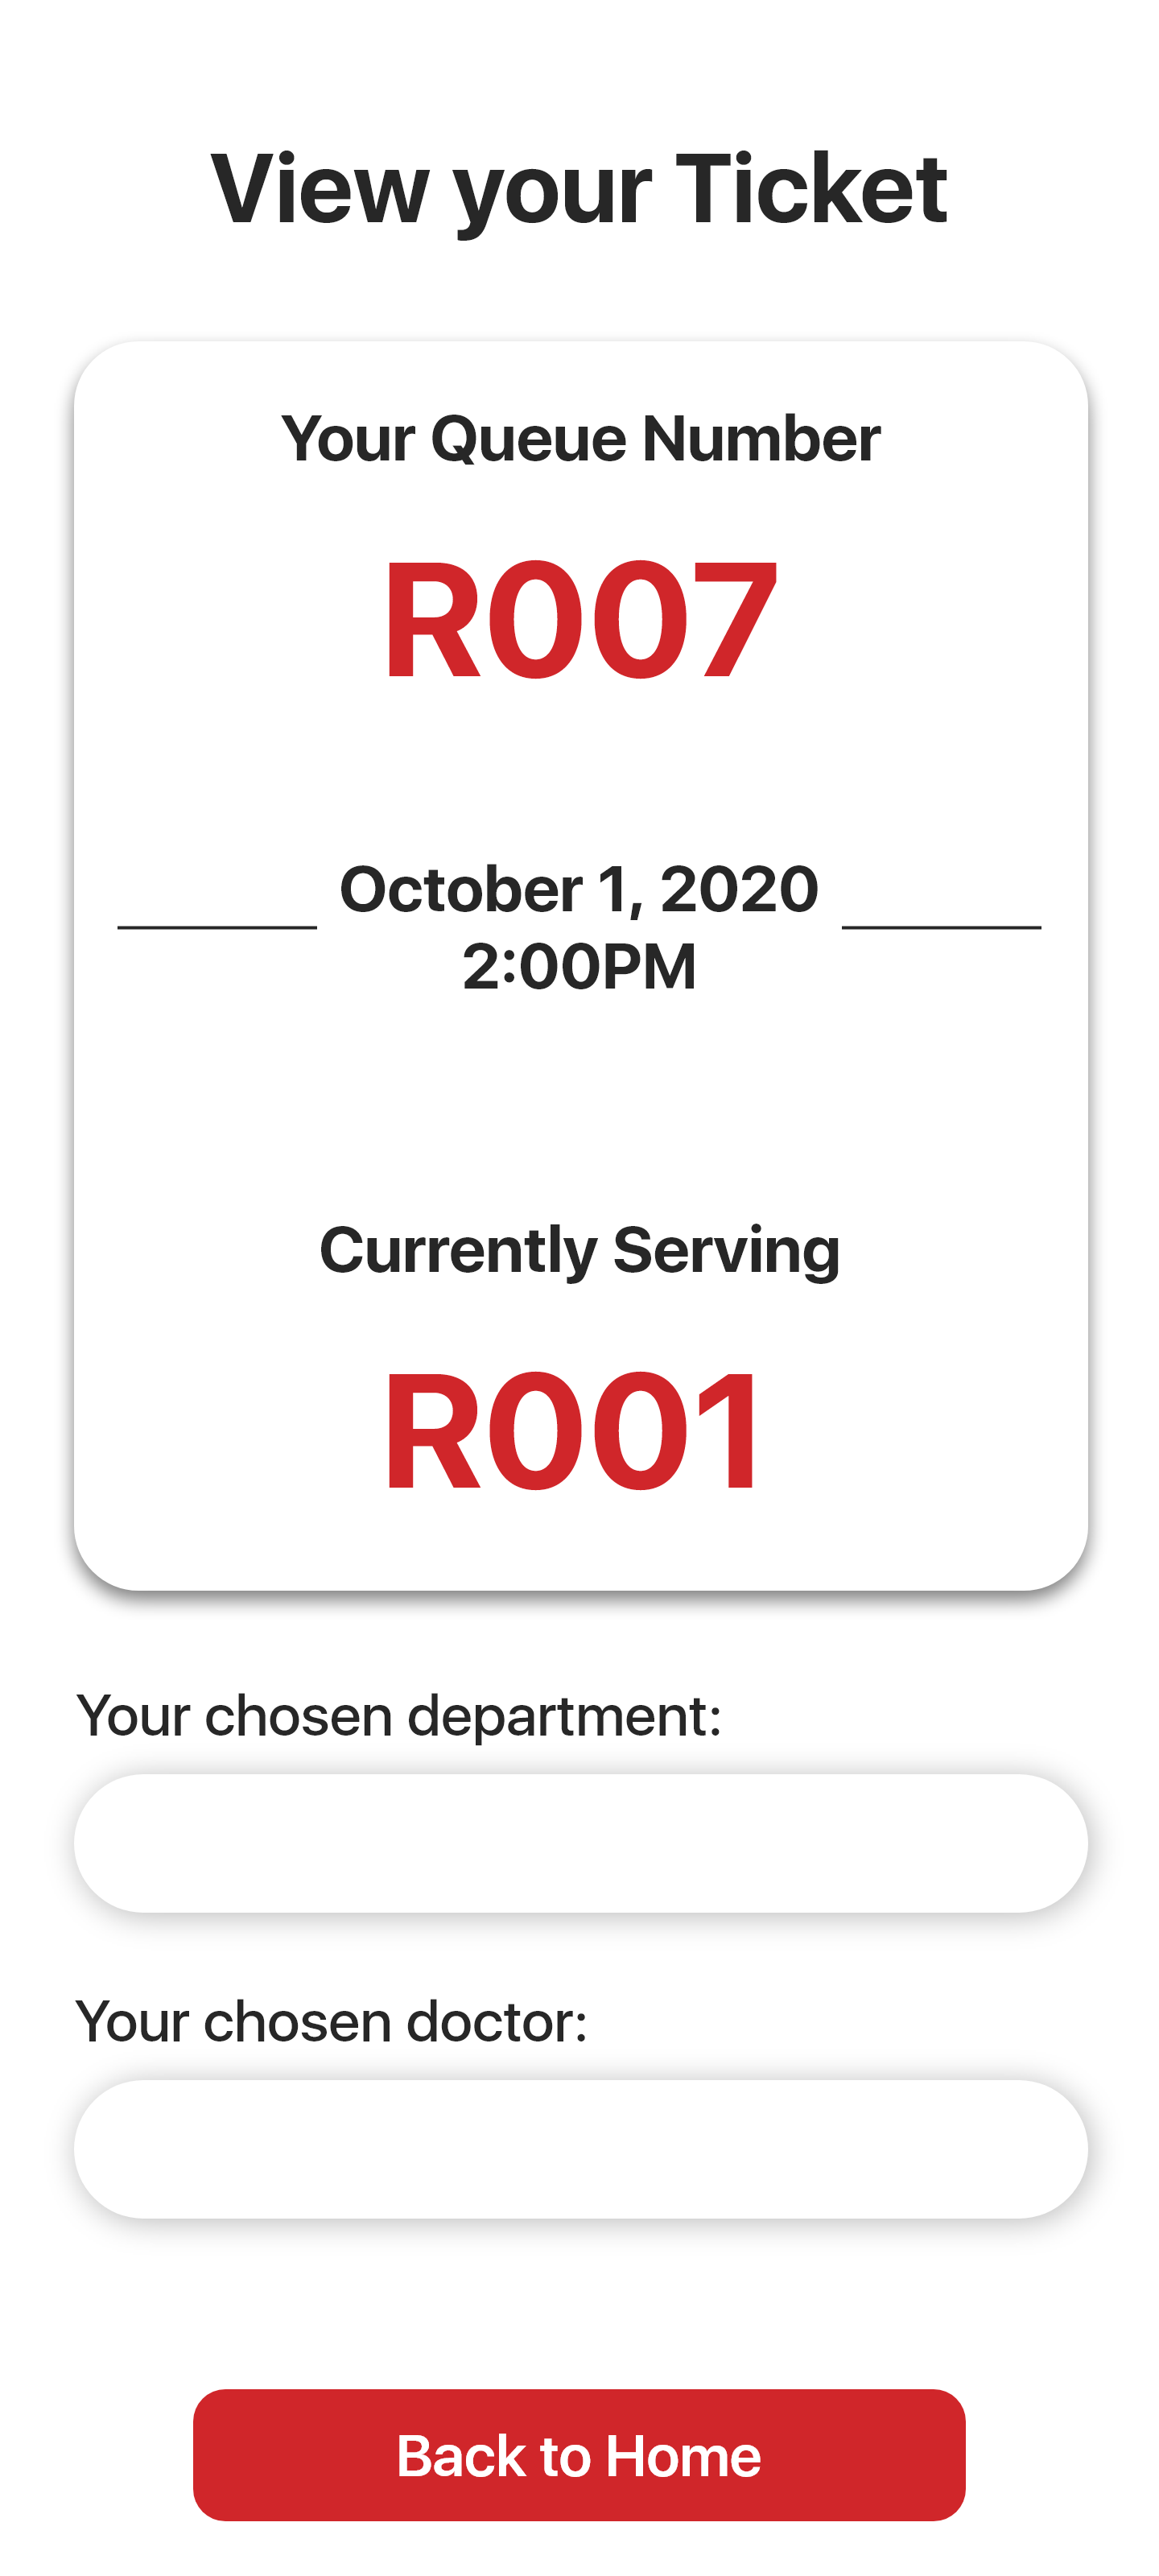 View your Ticket
Your Queue Number
R007
October 1, 2020
2:00PM
Currently Serving
R001
Your chosen department:
Your chosen doctor:
Back to Home